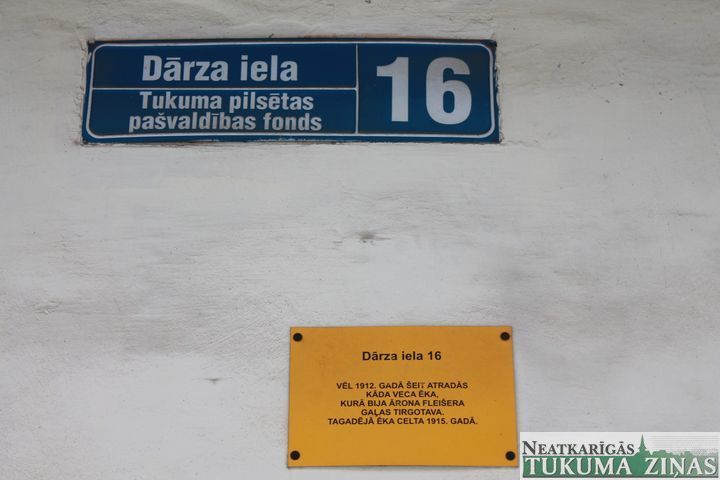 Dārza iela
Tukuma pilsētas
pašvaldības fonds
16
Dārza iela 16
VĒL 1912. GADĀ ŠEIT ATRADĀS
KĀDA VECA ĒKA,
KURĀ BIJA ĀRONA FLEIŠERA
GAĻAS TIRGOTAVA.
TAGADĒJĀ ĒKA CELTA 1915. GADĀ.
NEATKARĪGĀS
TUKUMA ZIŅAS